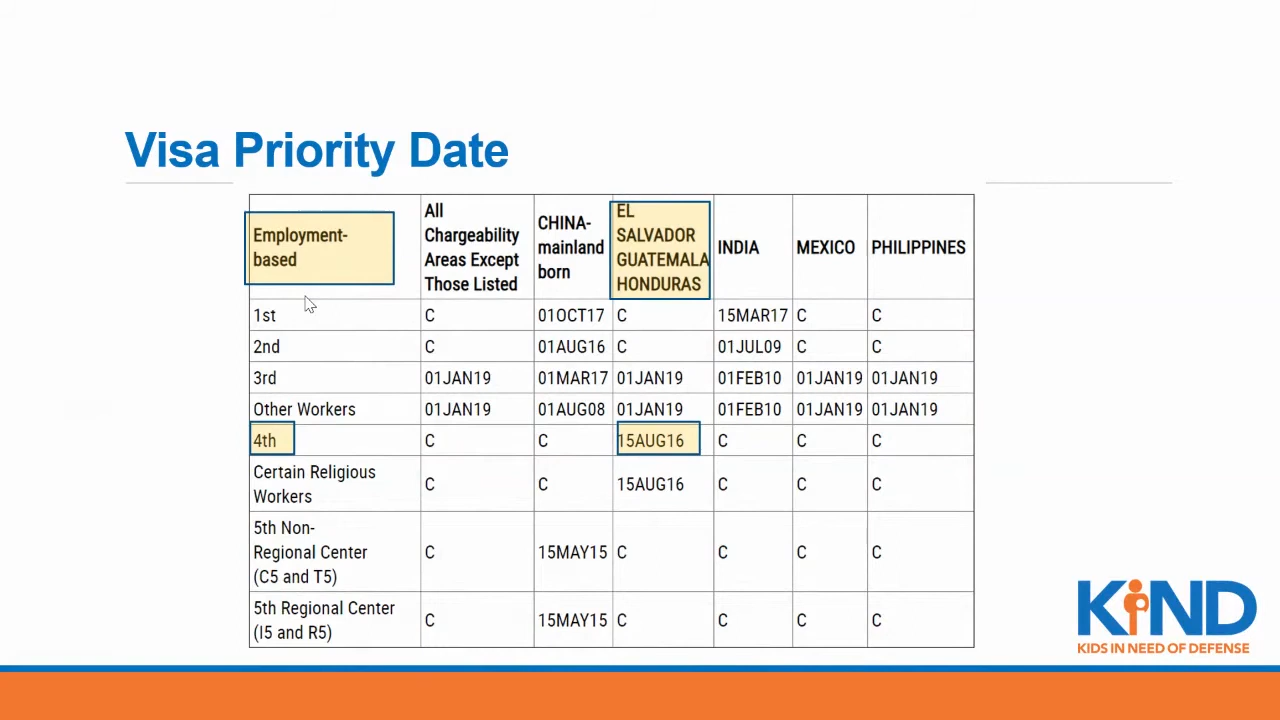 Visa Priority Date
Employment-
based
All
Chargeability
Areas Except
Those Listed
CHINA-
mainland
born
EL
SALVADOR
GUATEMALA
HONDURAS
INDIA
MEXICO
PHILIPPINES
1st C 01OCT17 C 15MAR17 C C
2nd C 01AUG16 C 01JUL09 C C
3rd 01JAN19 01MAR17 01JAN19 01FEB10 01JAN19 01JAN19
Other Workers 01JAN19 01AUG08 01JAN19 01FEB10 01JAN19 01JAN19
4th C C 15AUG16 C C C
Certain Religious
Workers
C C 15AUG16 C C C
5th Non-
Regional Center
(C5 and T5)
C 15MAY15 C C C C
5th Regional Center
(I5 and R5)
C 15MAY15 C C C C
KiND
KIDS IN NEED OF DEFENSE